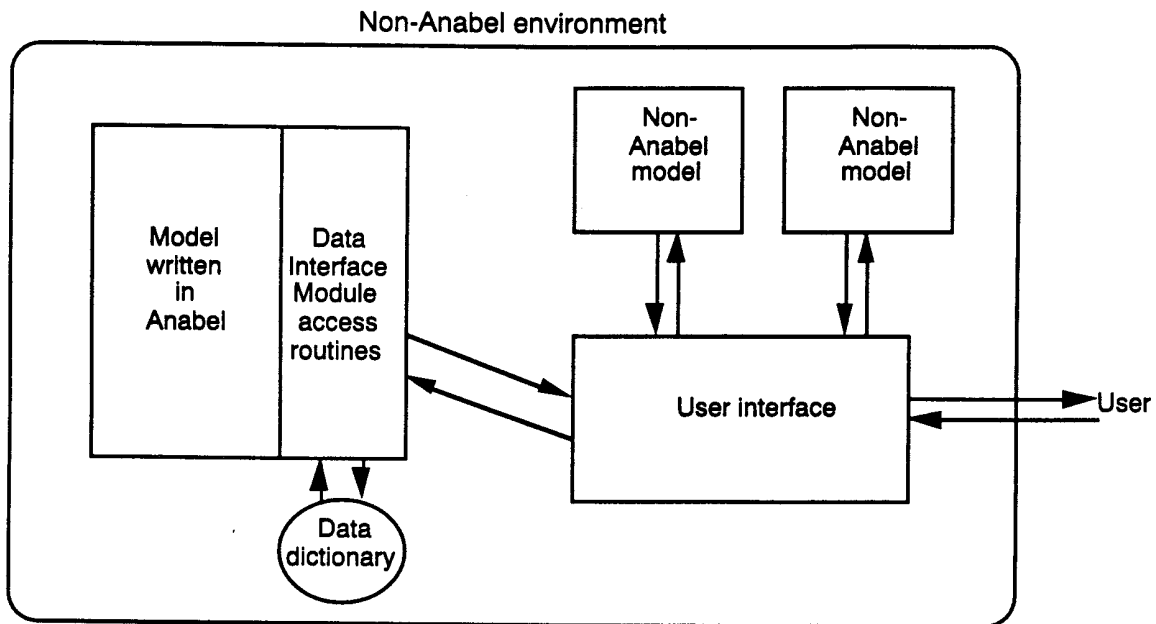 Non-Anabel environment
Model
written
in
Anabel
Data
Interface
Module
access
routines
Non-
Anabel
model
Non-
Anabel
model
User interface
User
Data
dictionary